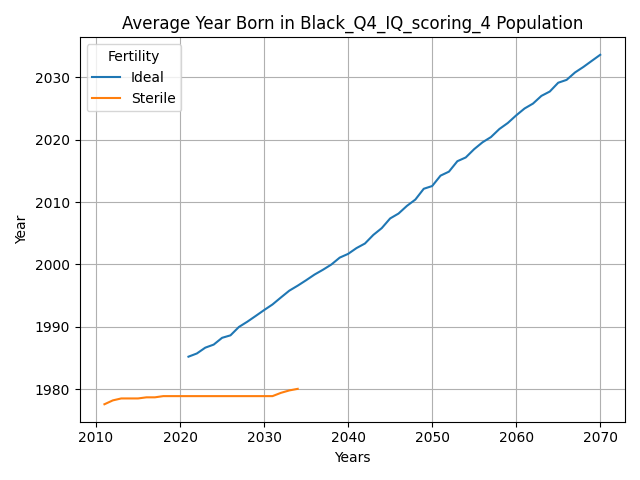 Average Year Born in Black_Q4_IQ_scoring_4 Population
Fertility
Ideal
Sterile
Year
2030
2020
2010
2000
1990
1980
2010 2020 2030 2040 2050 2060 2070
Years